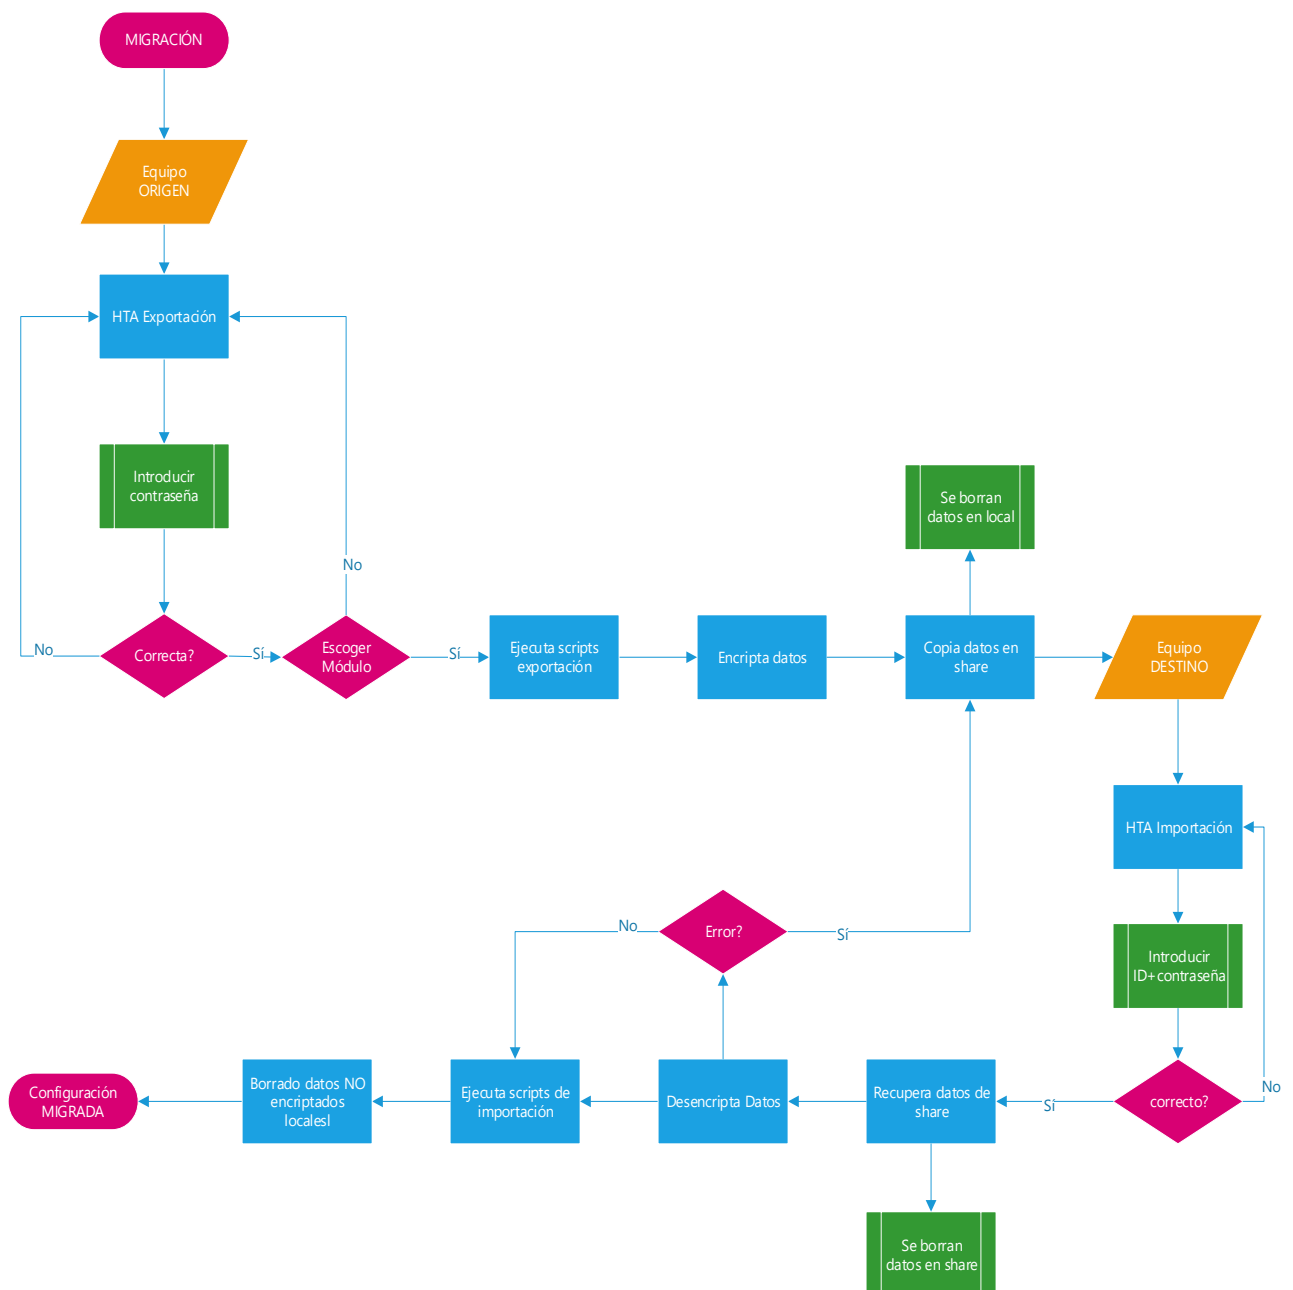 MIGRACIÓN
Equipo
ORIGEN
HTA Exportación
Introducir
contraseña
Correcta?
No
Sí
Escoger
Módulo
No
Sí
Ejecuta scripts
exportación
Encripta datos
Copia datos en
share
Se borran
datos en local
Equipo
DESTINO
HTA Importación
Introducir
ID+contraseña
correcto?
No
Sí
Recupera datos de
share
Se borran
datos en share
Desencripta Datos
Error?
No
Sí
Ejecuta scripts de
importación
Borrado datos NO
encriptados
localesl
Configuración
MIGRADA